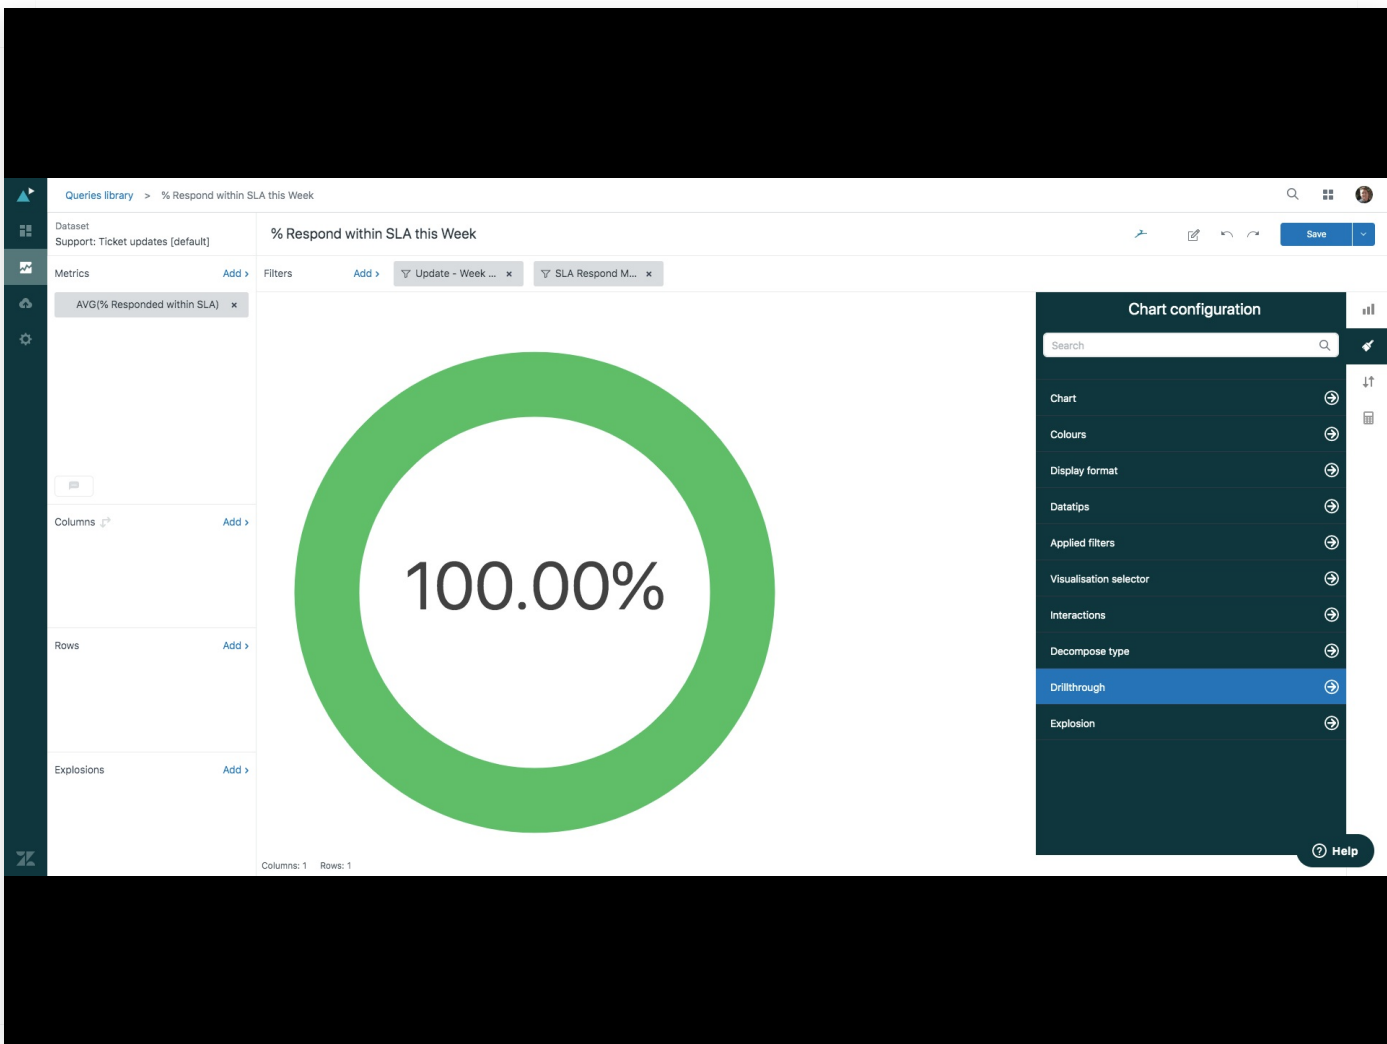 Queries library > % Respond within SLA this Week
Dataset
Support: Ticket updates [default]
% Respond within SLA this Week
Save
Metrics Add ›
Filters Add › Update - Week ... × SLA Respond M... ×
AVG(% Responded within SLA) ×
Columns Add ›
Rows Add ›
Explosions Add ›
100.00%
Columns: 1 Rows: 1
Chart configuration
Search
Chart
Colours
Display format
Datatips
Applied filters
Visualisation selector
Interactions
Decompose type
Drillthrough
Explosion
Help